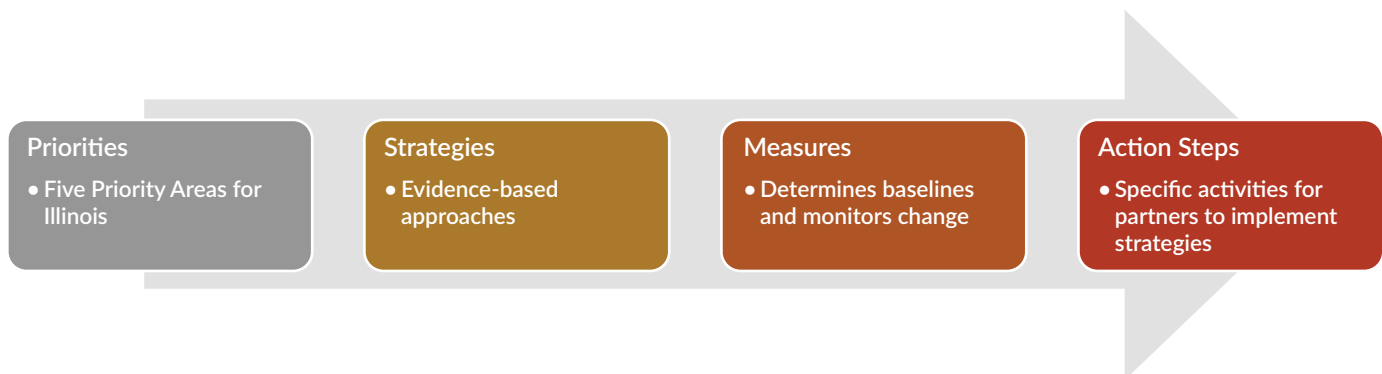 Priorities
• Five Priority Areas for
Illinois
Strategies
• Evidence-based
approaches
Measures
• Determines baselines
and monitors change
Action Steps
• Specific activities for
partners to implement
strategies